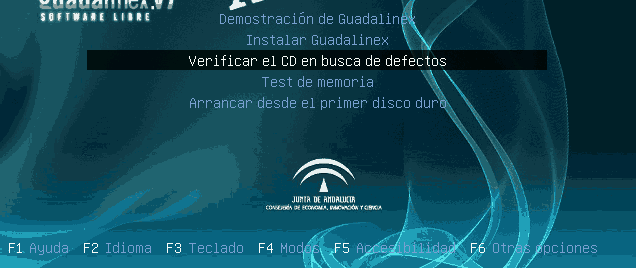 guadalinex.v7
SOFTWARE LIBRE
Demostración de Guadalinex
Instalar Guadalinex
Verificar el CD en busca de defectos
Test de memoria
Arrancar desde el primer disco duro
JUNTA DE ANDALUCIA
CONSEJERÍA DE ECONOMÍA, INNOVACIÓN Y CIENCIA
F1 Ayuda F2 Idioma F3 Teclado F4 Modos F5 Accesibilidad F6 Otras opciones